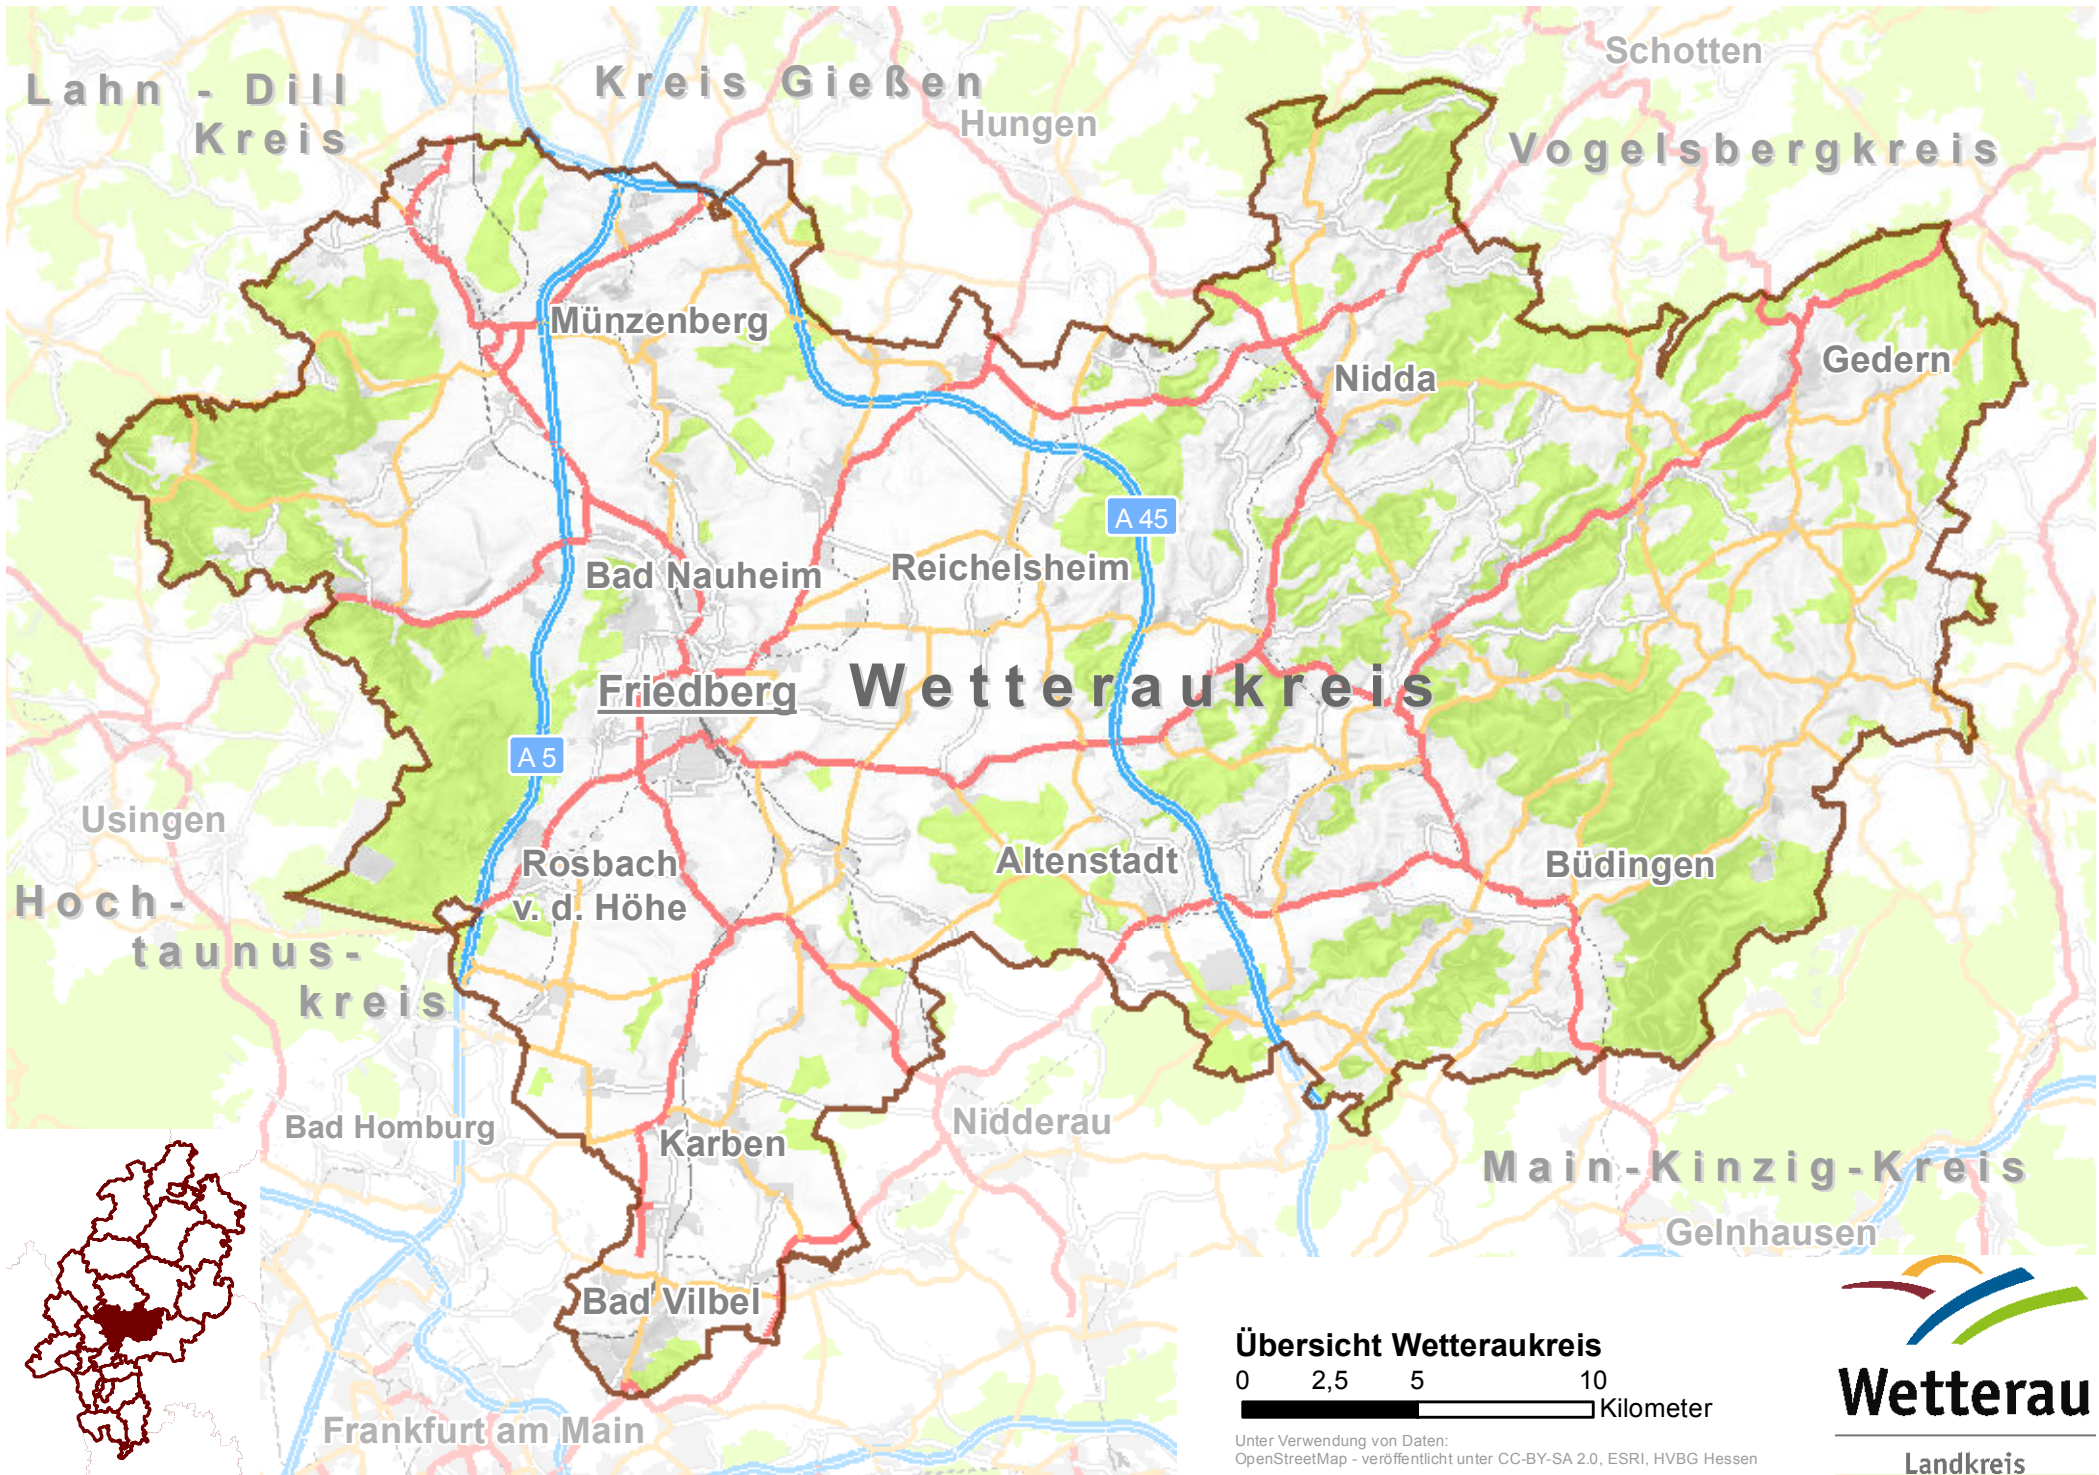 Schotten
Lahn - Dill
Kreis
Kreis Gießen
Hungen
Vogelsbergkreis
Münzenberg
Gedern
Nidda
A 45
Bad Nauheim
Reichelsheim
Friedberg
Wetteraukreis
A 5
Usingen
Rosbach
v. d. Höhe
Altenstadt
Büdingen
Hoch-
taunus-
kreis
Bad Homburg
Karben
Nidderau
Main-Kinzig-Kreis
Gelnhausen
Bad Vilbel
Frankfurt am Main
Übersicht Wetteraukreis
0 2,5 5 10
Kilometer
Unter Verwendung von Daten:
OpenStreetMap - veröffentlicht unter CC-BY-SA 2.0, ESRI, HVBG Hessen
Wetterau
Landkreis